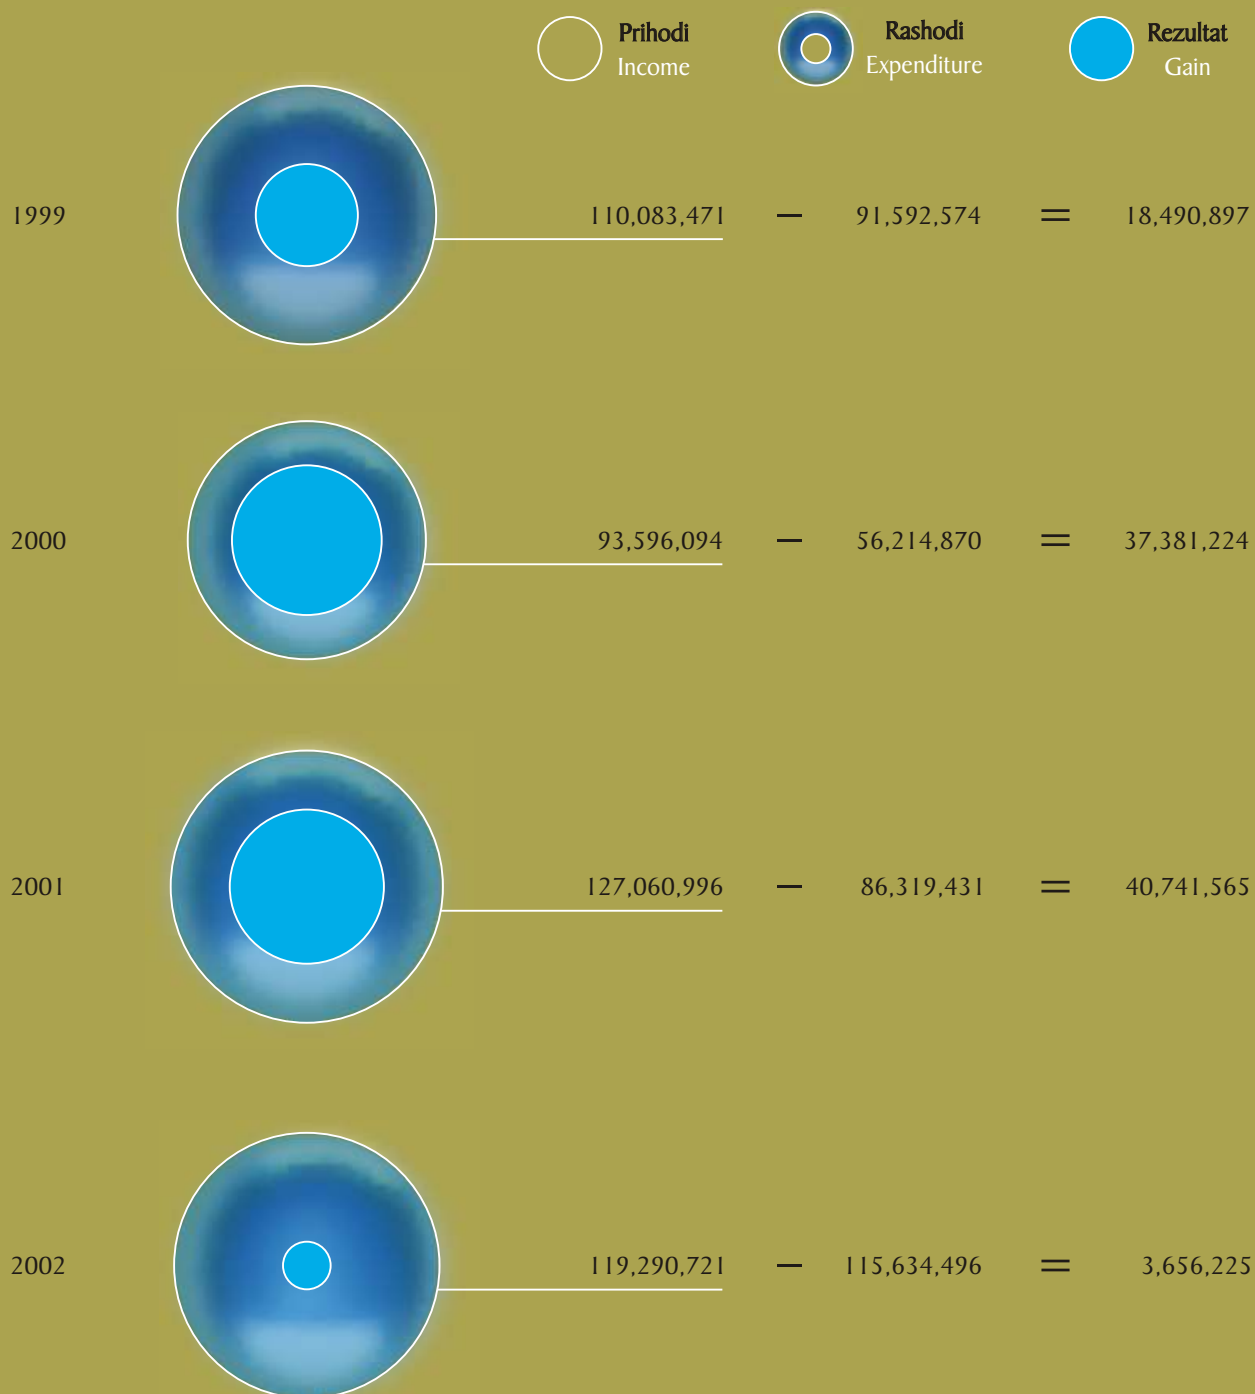 Prihodi
Income
Rashodi
Expenditure
Rezultat
Gain
1999 110,083,471 – 91,592,574 = 18,490,897
2000 93,596,094 – 56,214,870 = 37,381,224
2001 127,060,996 – 86,319,431 = 40,741,565
2002 119,290,721 – 115,634,496 = 3,656,225